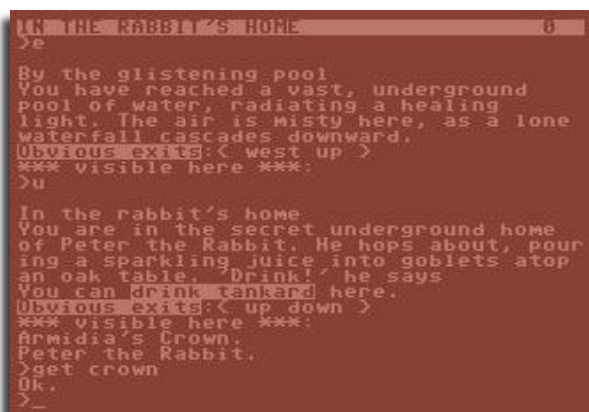 IN THE RABBIT'S HOME 0
>e
By the glistening pool
You have reached a vast, underground
pool of water, radiating a healing
light. The air is misty here, as a lone
waterfall cascades downward.
Obvious exits:< west up >
*** visible here ***:
>u
In the rabbit's home
You are in the secret underground home
of Peter the Rabbit. He hops about, pour
ing a sparkling juice into goblets atop
an oak table. 'Drink!' he says
You can drink tankard here.
Obvious exits:< up down >
*** visible here ***:
Armidia's Crown.
Peter the Rabbit.
>get crown
Ok.
>_